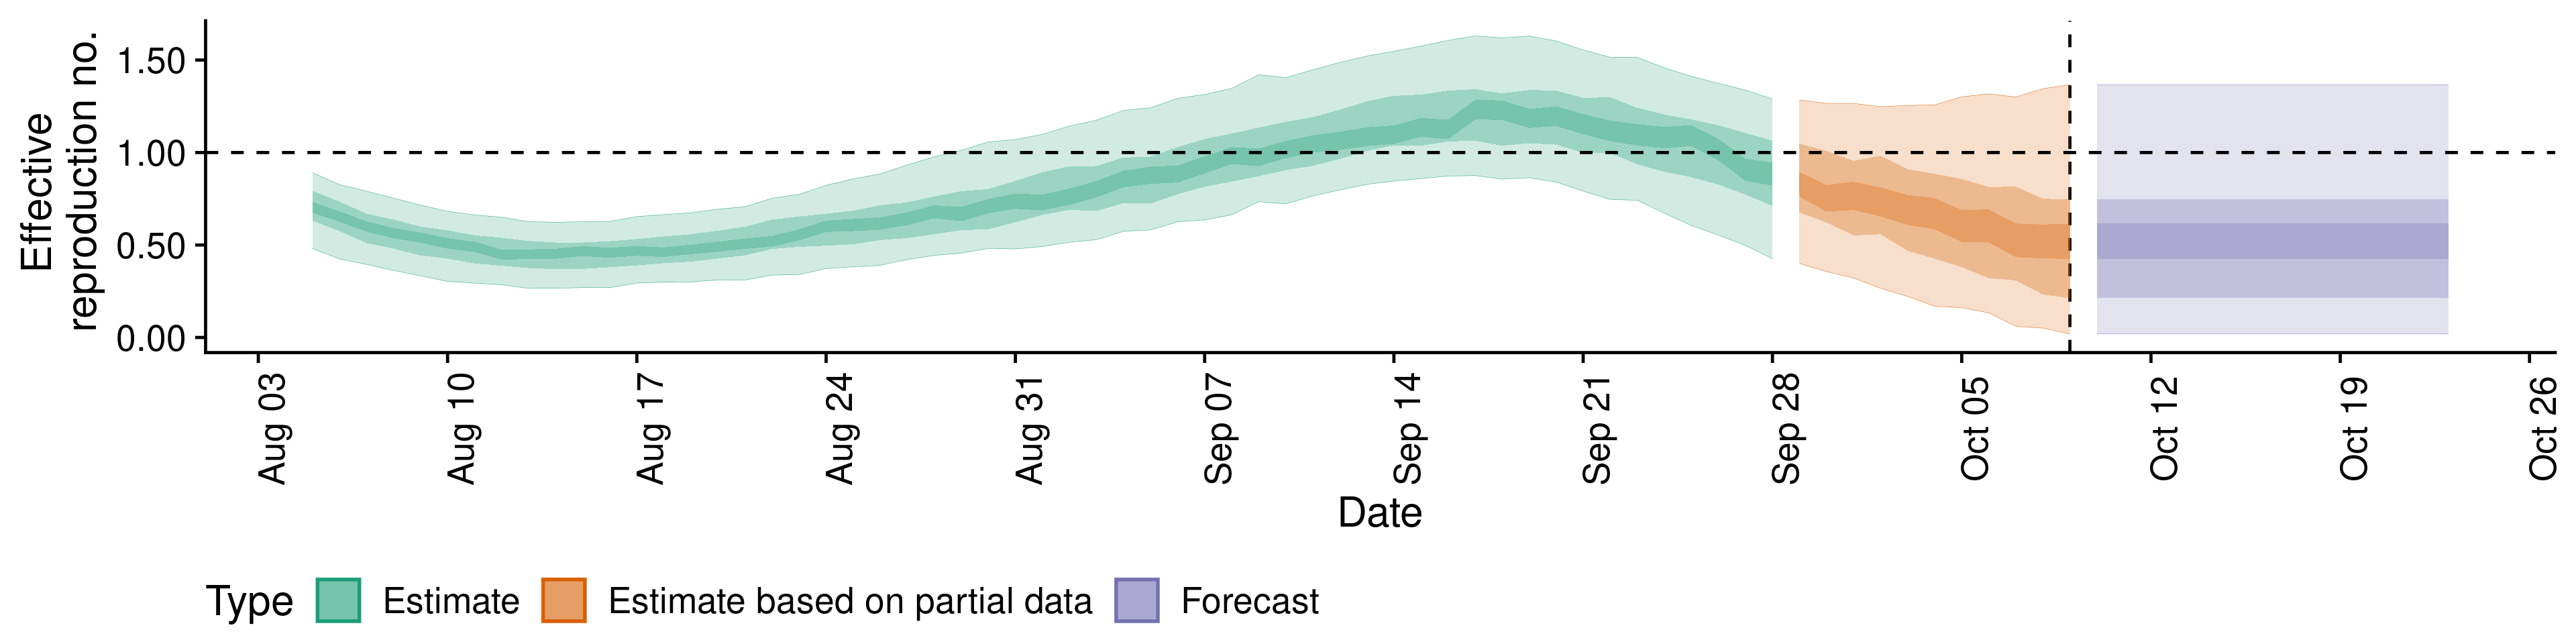 Effective
reproduction no.
1.50
1.00
0.50
0.00
Aug 03
Aug 10
Aug 17
Aug 24
Aug 31
Sep 07
Sep 14
Sep 21
Sep 28
Oct 05
Oct 12
Oct 19
Oct 26
Date
Type Estimate Estimate based on partial data Forecast